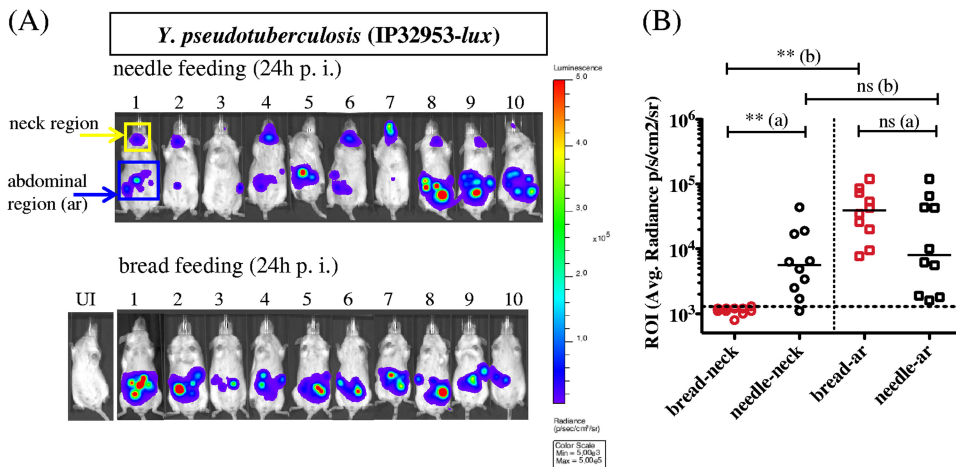 (A)
Y. pseudotuberculosis (IP32953-lux)
needle feeding (24h p. i.)
1 2 3 4 5 6 7 8 9 10
neck region
abdominal
region (ar)
bread feeding (24h p. i.)
UI 1 2 3 4 5 6 7 8 9 10
Luminescence
5.0
4.0
3.0
x10⁵
2.0
1.0
Radiance
(p/sec/cm²/sr)
Color Scale
Min = 5,00e3
Max = 5,00e5
(B)
** (b)
ns (b)
** (a)
ns (a)
ROI (Avg. Radiance p/s/cm2/sr)
10⁶
10⁵
10⁴
10³
bread-neck
needle-neck
bread-ar
needle-ar